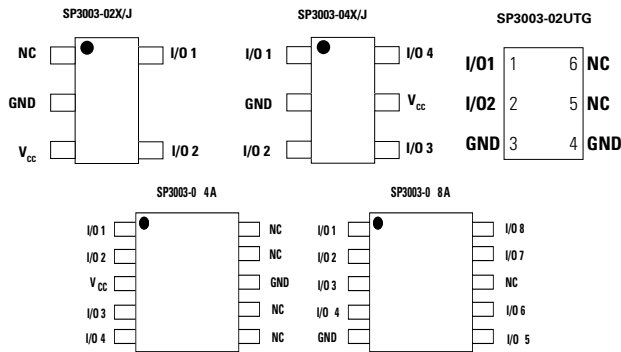 SP3003-02X/J
NC I/O 1
GND
VCC I/O 2
SP3003-04X/J
I/O 1 I/O 4
GND VCC
I/O 2 I/O 3
SP3003-02UTG
I/O1 1 6 NC
I/O2 2 5 NC
GND 3 4 GND
SP3003-0 4A
I/O 1 NC
I/O 2 NC
VCC GND
I/O 3 NC
I/O 4 NC
SP3003-0 8A
I/O 1 I/O 8
I/O 2 I/O 7
I/O 3 NC
I/O 4 I/O 6
GND I/O 5